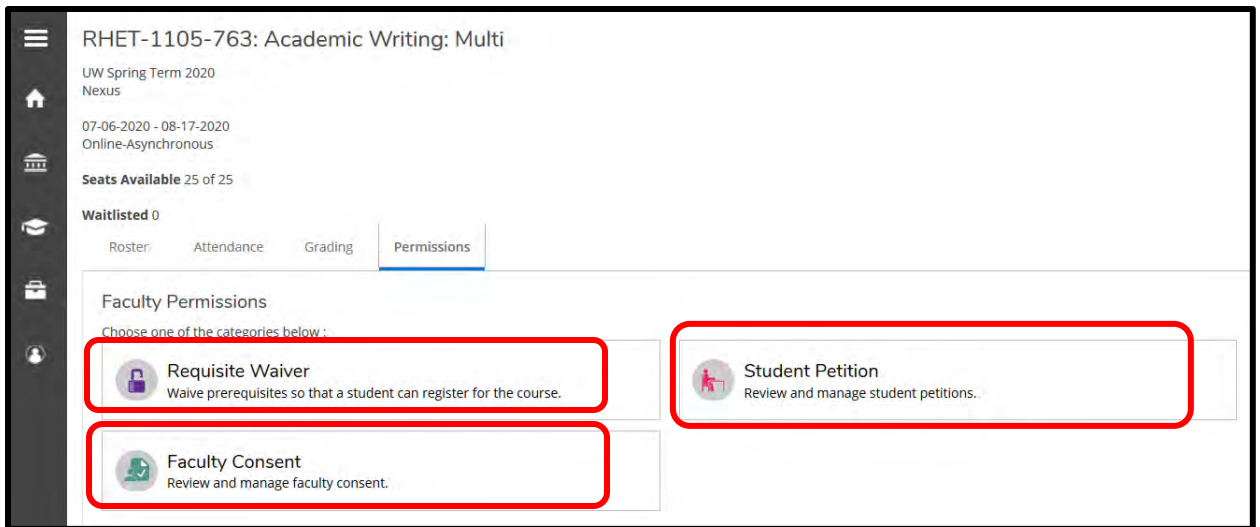 RHET-1105-763: Academic Writing: Multi
UW Spring Term 2020
Nexus
07-06-2020 - 08-17-2020
Online-Asynchronous
Seats Available 25 of 25
Waitlisted 0
Roster Attendance Grading Permissions
Faculty Permissions
Choose one of the categories below :
Requisite Waiver
Waive prerequisites so that a student can register for the course.
Student Petition
Review and manage student petitions.
Faculty Consent
Review and manage faculty consent.